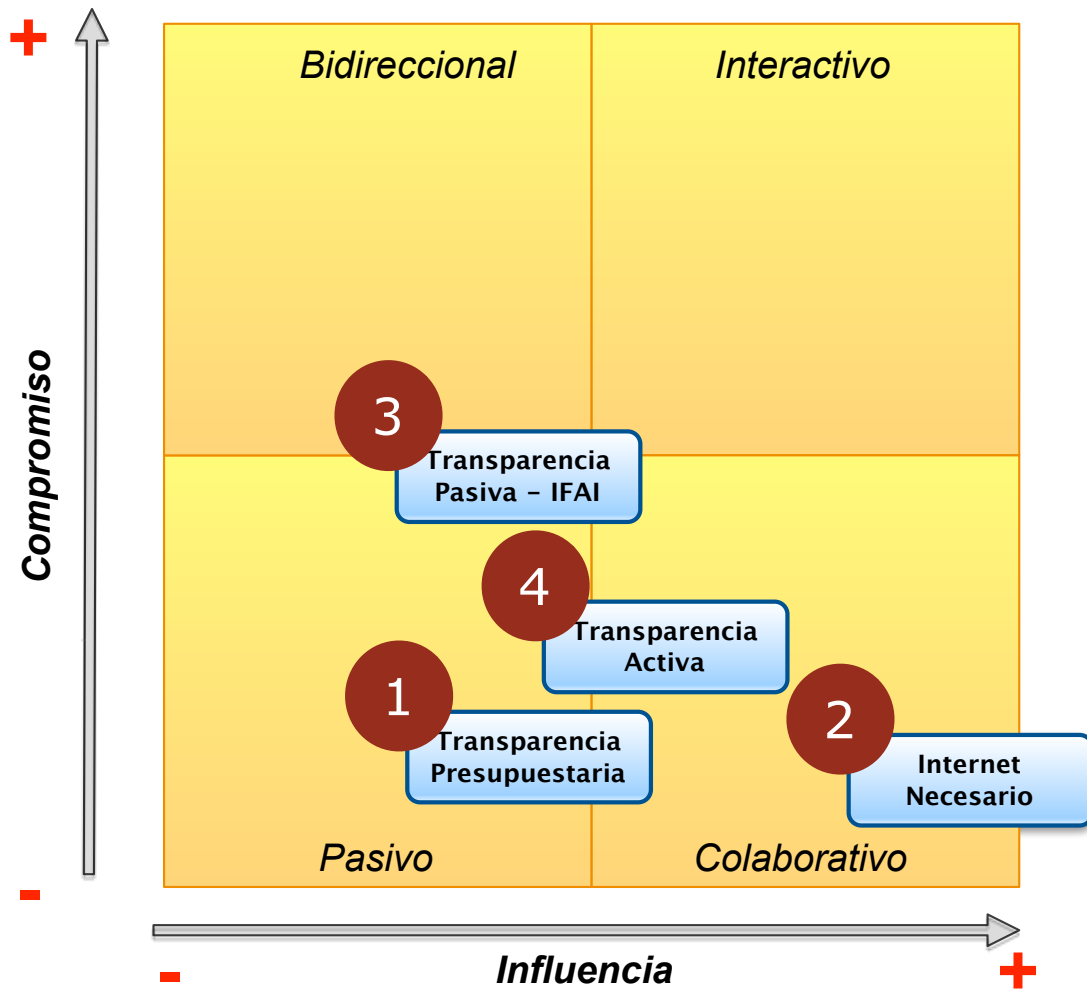 +
Bidireccional
Interactivo
Compromiso
3
Transparencia
Pasiva – IFAI
4
Transparencia
Activa
1
Transparencia
Presupuestaria
2
Internet
Necesario
Pasivo
Colaborativo
-
-
Influencia
+